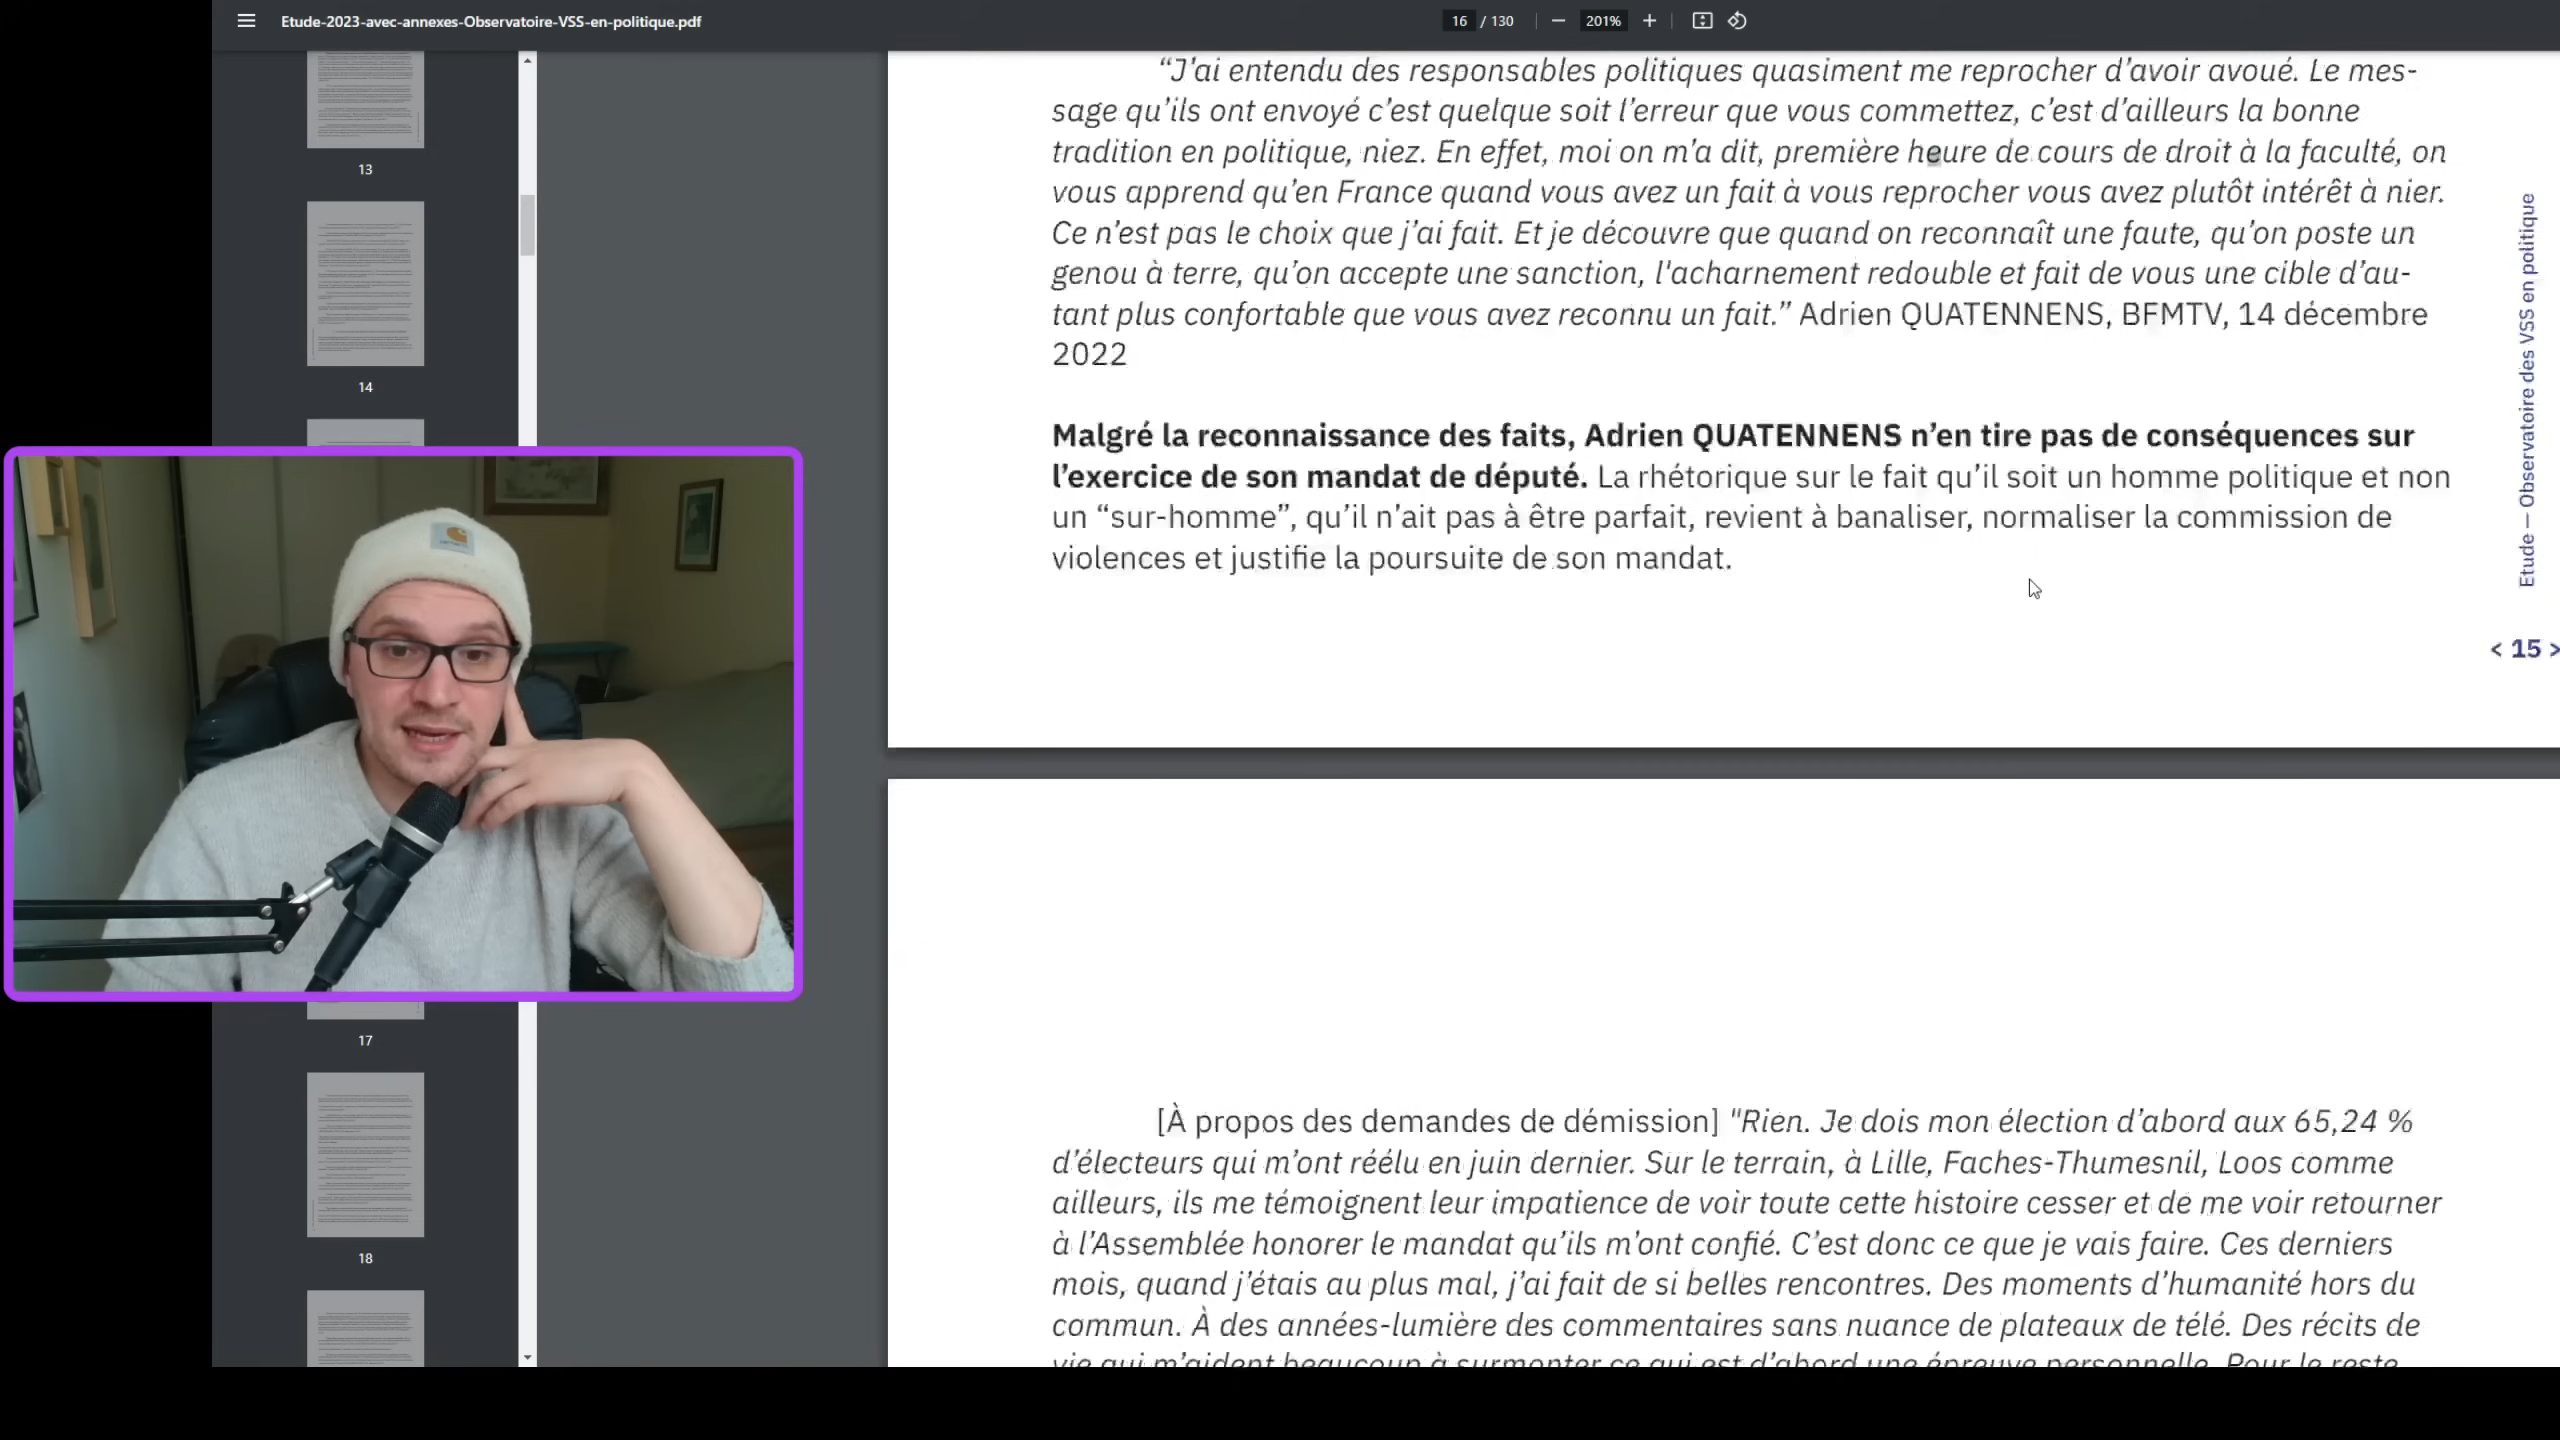 Etude-2023-avec-annexes-Observatoire-VSS-en-politique.pdf
16 / 130
201%
13
14
17
18
“J’ai entendu des responsables politiques quasiment me reprocher d’avoir avoué. Le mes-
sage qu’ils ont envoyé c’est quelque soit l’erreur que vous commettez, c’est d’ailleurs la bonne
tradition en politique, niez. En effet, moi on m’a dit, première heure de cours de droit à la faculté, on
vous apprend qu’en France quand vous avez un fait à vous reprocher vous avez plutôt intérêt à nier.
Ce n’est pas le choix que j’ai fait. Et je découvre que quand on reconnaît une faute, qu’on poste un
genou à terre, qu’on accepte une sanction, l'acharnement redouble et fait de vous une cible d’au-
tant plus confortable que vous avez reconnu un fait.” Adrien QUATENNENS, BFMTV, 14 décembre
2022
Malgré la reconnaissance des faits, Adrien QUATENNENS n’en tire pas de conséquences sur
l’exercice de son mandat de député. La rhétorique sur le fait qu’il soit un homme politique et non
un “sur-homme”, qu’il n’ait pas à être parfait, revient à banaliser, normaliser la commission de
violences et justifie la poursuite de son mandat.
Etude — Observatoire des VSS en politique
< 15 >
[À propos des demandes de démission] "Rien. Je dois mon élection d’abord aux 65,24 %
d’électeurs qui m’ont réélu en juin dernier. Sur le terrain, à Lille, Faches-Thumesnil, Loos comme
ailleurs, ils me témoignent leur impatience de voir toute cette histoire cesser et de me voir retourner
à l’Assemblée honorer le mandat qu’ils m’ont confié. C’est donc ce que je vais faire. Ces derniers
mois, quand j’étais au plus mal, j’ai fait de si belles rencontres. Des moments d’humanité hors du
commun. À des années-lumière des commentaires sans nuance de plateaux de télé. Des récits de
vie qui m’aident beaucoup à surmonter ce qui est d’abord une épreuve personnelle. Pour le reste